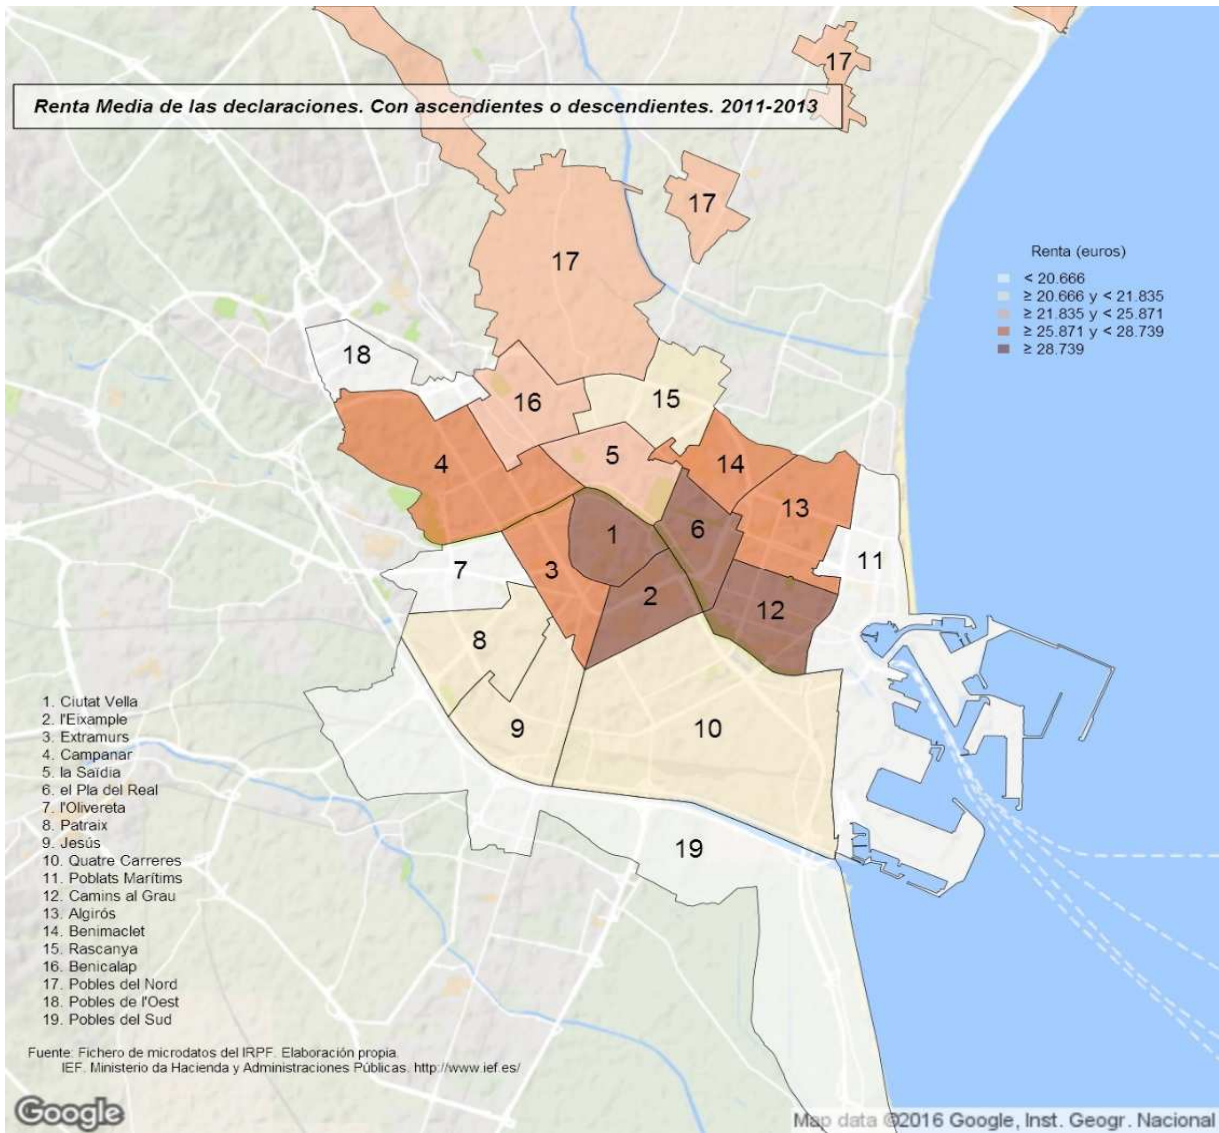 Renta Media de las declaraciones. Con ascendientes o descendientes. 2011-2013
17
17
17
Renta (euros)
< 20.666
≥ 20.666 y < 21.835
≥ 21.835 y < 25.871
≥ 25.871 y < 28.739
≥ 28.739
18
16
15
4
5
14
13
1
6
11
7
3
2
12
8
9
10
19
1. Ciutat Vella
2. l'Eixample
3. Extramurs
4. Campanar
5. la Saïdia
6. el Pla del Real
7. l'Olivereta
8. Patraix
9. Jesús
10. Quatre Carreres
11. Poblats Marítims
12. Camins al Grau
13. Algirós
14. Benimaclet
15. Rascanya
16. Benicalap
17. Pobles del Nord
18. Pobles de l'Oest
19. Pobles del Sud
Fuente: Fichero de microdatos del IRPF. Elaboración propia.
IEF. Ministerio da Hacienda y Administraciones Públicas. http://www.ief.es/
Google
Map data ©2016 Google, Inst. Geogr. Nacional